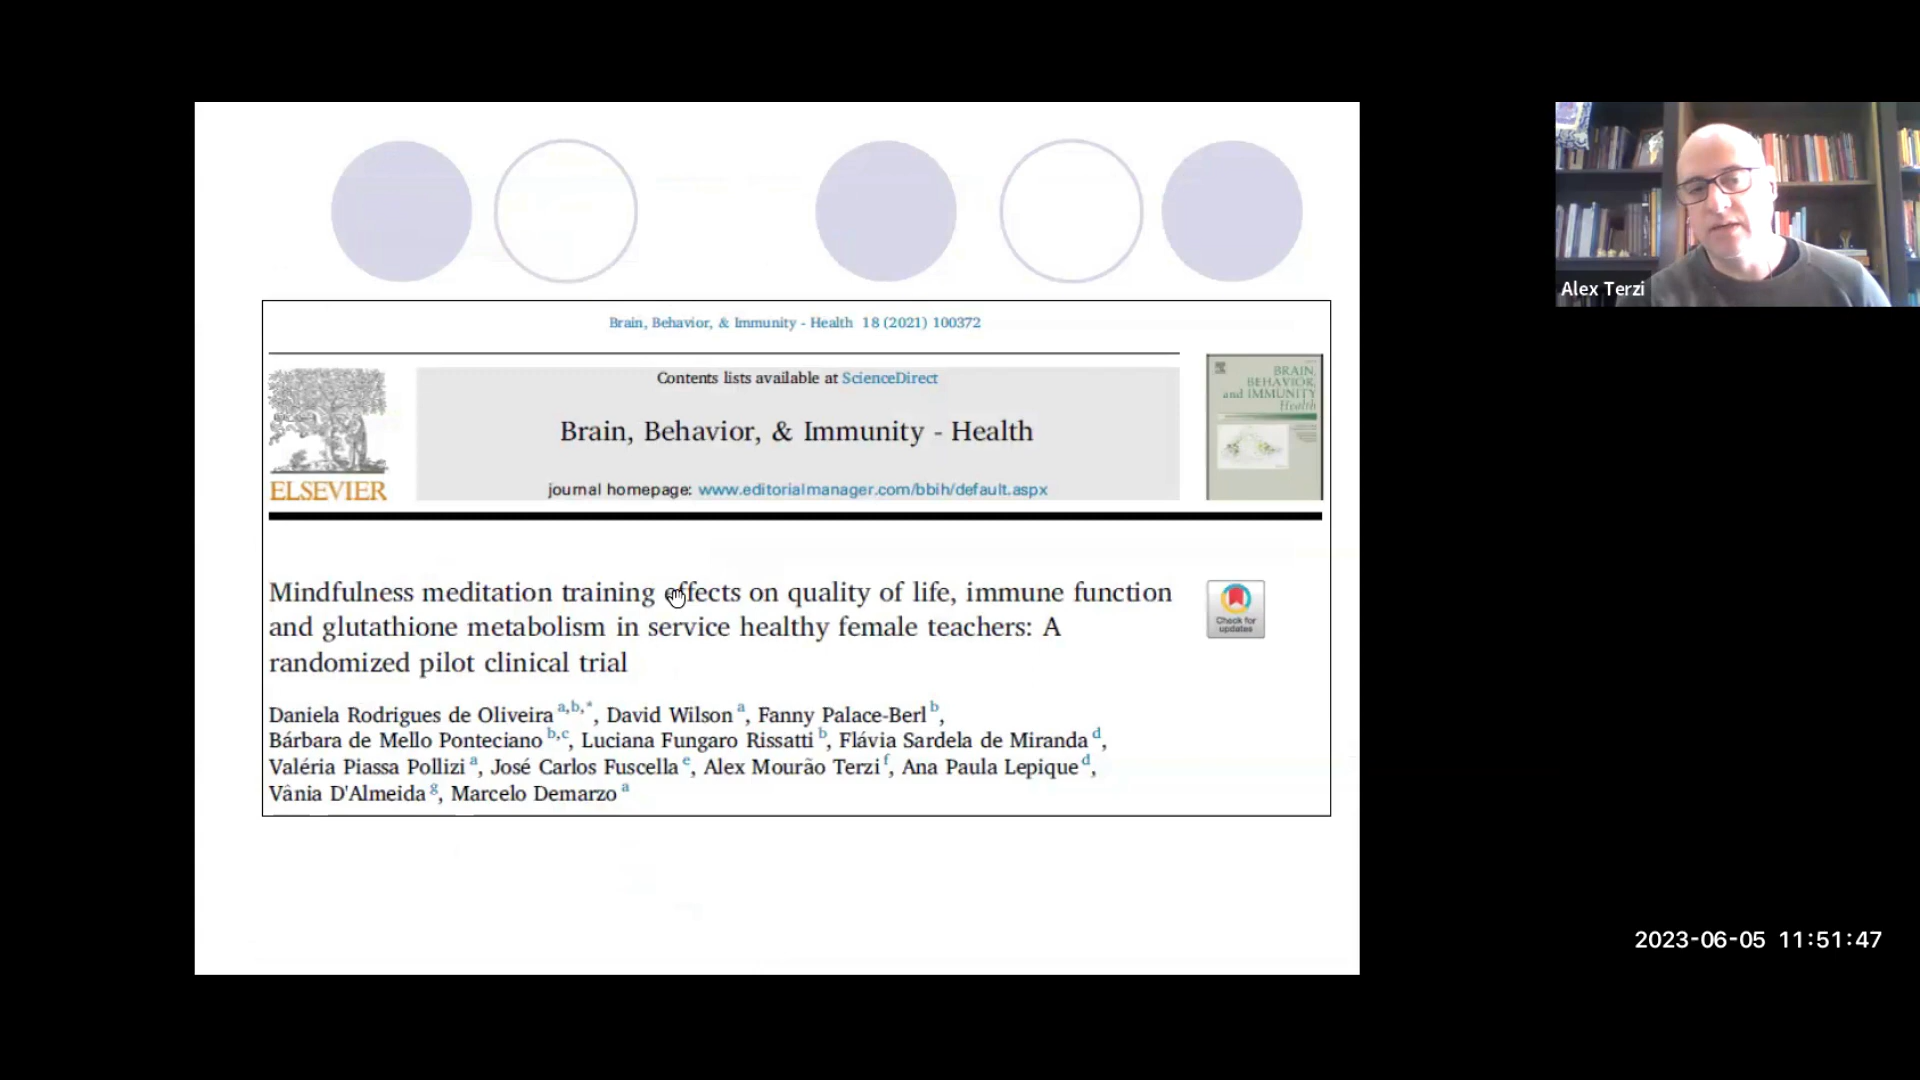 Brain, Behavior, & Immunity - Health 18 (2021) 100372
Contents lists available at ScienceDirect
Brain, Behavior, & Immunity - Health
journal homepage: www.editorialmanager.com/bbih/default.aspx
ELSEVIER
BRAIN,
BEHAVIOR,
and IMMUNITY
Health
Mindfulness meditation training effects on quality of life, immune function
and glutathione metabolism in service healthy female teachers: A
randomized pilot clinical trial
Check for
updates
Daniela Rodrigues de Oliveira a,b,*, David Wilson a, Fanny Palace-Berl b,
Bárbara de Mello Ponteciano b,c, Luciana Fungaro Rissatti b, Flávia Sardela de Miranda d,
Valéria Piassa Pollizi a, José Carlos Fuscella e, Alex Mourão Terzi f, Ana Paula Lepique d,
Vânia D'Almeida g, Marcelo Demarzo a
Alex Terzi
2023-06-05 11:51:47